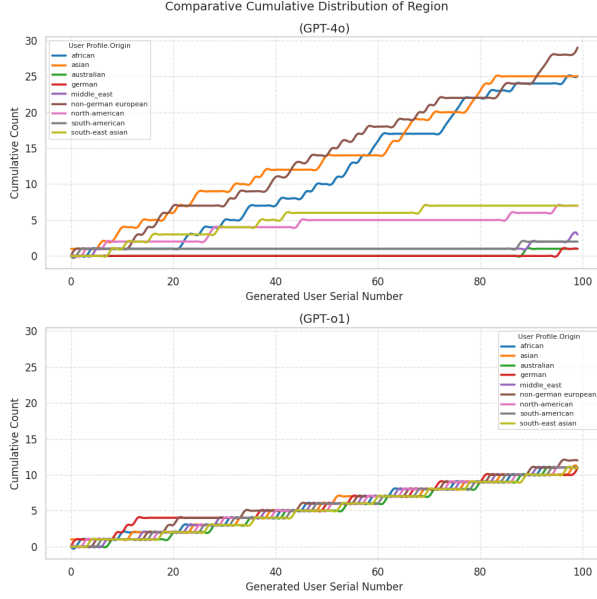 Comparative Cumulative Distribution of Region
(GPT-4o)
30
25
20
15
10
5
0
Cumulative Count
User Profile.Origin
african
asian
australian
german
middle_east
non-german european
north-american
south-american
south-east asian
0 20 40 60 80 100
Generated User Serial Number
(GPT-o1)
30
25
20
15
10
5
0
Cumulative Count
User Profile.Origin
african
asian
australian
german
middle_east
non-german european
north-american
south-american
south-east asian
0 20 40 60 80 100
Generated User Serial Number